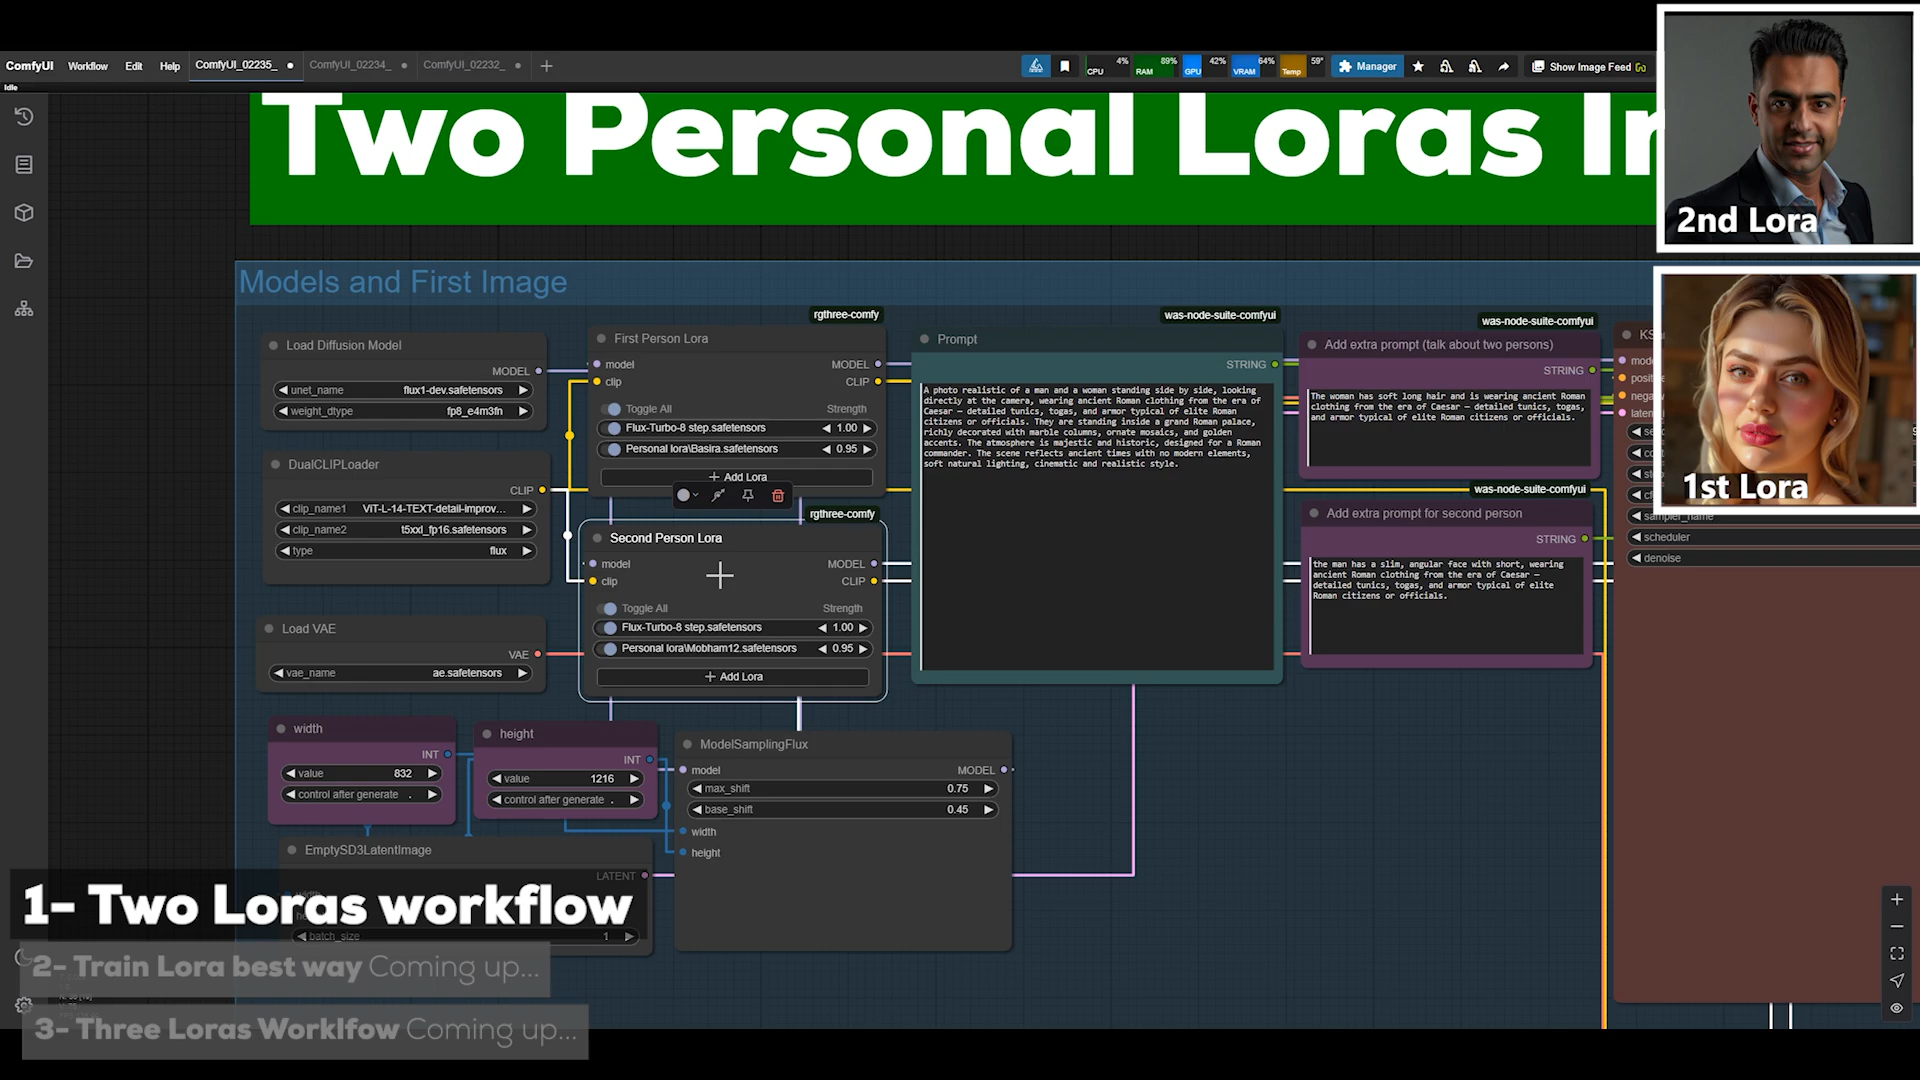 ComfyUI
Workflow
Edit
Help
ComfyUI_02235_
ComfyUI_02234_
ComfyUI_02232_
CPU 4%
RAM 89%
GPU 42%
VRAM 64%
Temp 59°
Manager
Show Image Feed
Idle
Two Personal Loras
2nd Lora
1st Lora
Models and First Image
Load Diffusion Model
MODEL
unet_name flux1-dev.safetensors
weight_dtype fp8_e4m3fn
DualCLIPLoader
CLIP
clip_name1 ViT-L-14-TEXT-detail-improv...
clip_name2 t5xxl_fp16.safetensors
type flux
Load VAE
VAE
vae_name ae.safetensors
rgthree-comfy
First Person Lora
model MODEL
clip CLIP
Toggle All Strength
Flux-Turbo-8 step.safetensors 1.00
Personal lora\Basira.safetensors 0.95
+ Add Lora
rgthree-comfy
Second Person Lora
model MODEL
clip CLIP
Toggle All Strength
Flux-Turbo-8 step.safetensors 1.00
Personal lora\Mobham12.safetensors 0.95
+ Add Lora
was-node-suite-comfyui
Prompt
STRING
A photo realistic of a man and a woman standing side by side, looking
directly at the camera, wearing ancient Roman clothing from the era of
Caesar — detailed tunics, togas, and armor typical of elite Roman
citizens or officials. They are standing inside a grand Roman palace,
richly decorated with marble columns, ornate mosaics, and golden
accents. The atmosphere is majestic and historic, designed for a Roman
commander. The scene reflects ancient times with no modern elements,
soft natural lighting, cinematic and realistic style.
was-node-suite-comfyui
Add extra prompt (talk about two persons)
STRING
The woman has soft long hair and is wearing ancient Roman
clothing from the era of Caesar — detailed tunics, togas,
and armor typical of elite Roman citizens or officials.
was-node-suite-comfyui
Add extra prompt for second person
STRING
the man has a slim, angular face with short, wearing
ancient Roman clothing from the era of Caesar —
detailed tunics, togas, and armor typical of elite
Roman citizens or officials.
sampler_name
scheduler
denoise
width
INT
value 832
control after generate
height
INT
value 1216
control after generate
ModelSamplingFlux
model MODEL
max_shift 0.75
base_shift 0.45
width
height
EmptySD3LatentImage
LATENT
batch_size 1
1- Two Loras workflow
2- Train Lora best way Coming up...
3- Three Loras Worklfow Coming up...